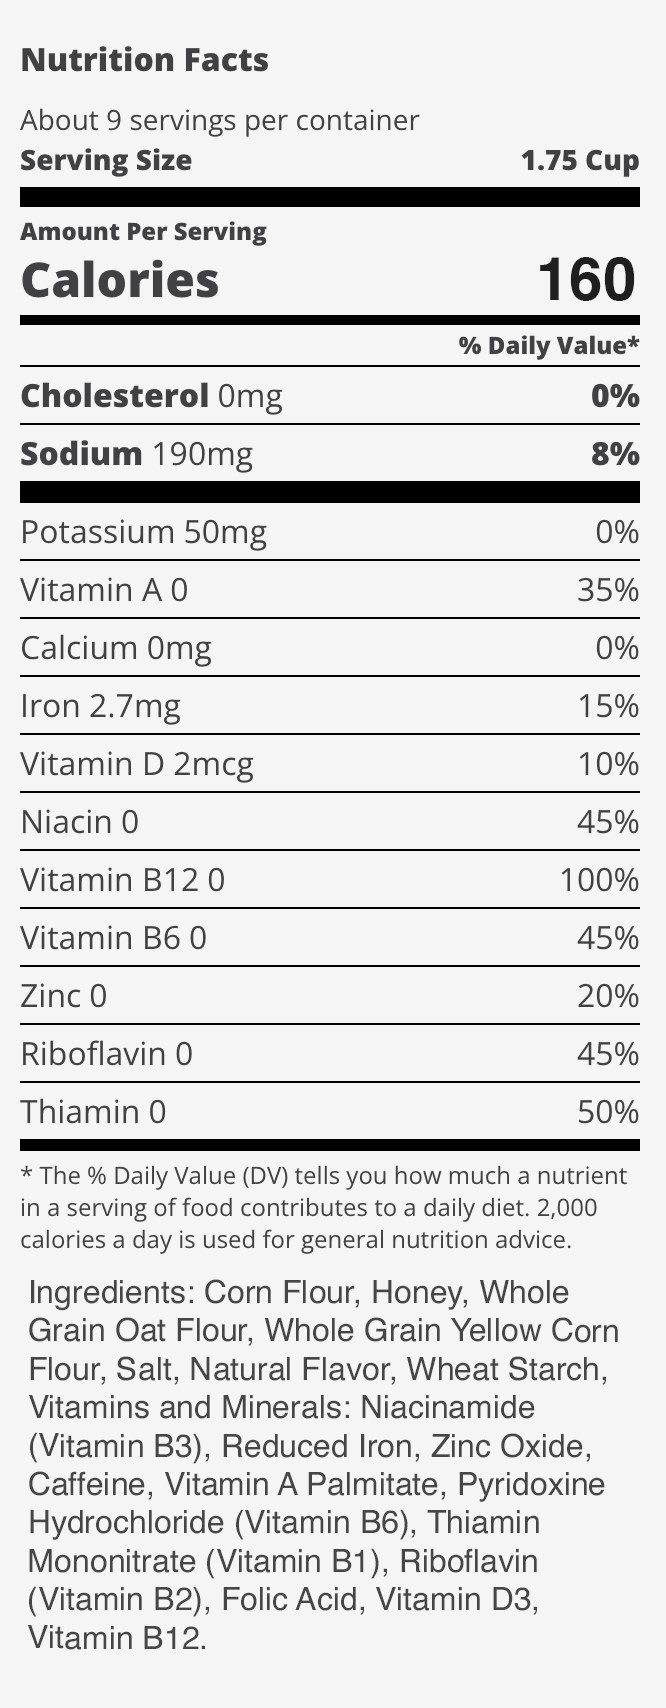 Nutrition Facts
About 9 servings per container
Serving Size 1.75 Cup
Amount Per Serving
Calories 160
% Daily Value*
Cholesterol 0mg 0%
Sodium 190mg 8%
Potassium 50mg 0%
Vitamin A 0 35%
Calcium 0mg 0%
Iron 2.7mg 15%
Vitamin D 2mcg 10%
Niacin 0 45%
Vitamin B12 0 100%
Vitamin B6 0 45%
Zinc 0 20%
Riboflavin 0 45%
Thiamin 0 50%
* The % Daily Value (DV) tells you how much a nutrient
in a serving of food contributes to a daily diet. 2,000
calories a day is used for general nutrition advice.
Ingredients: Corn Flour, Honey, Whole
Grain Oat Flour, Whole Grain Yellow Corn
Flour, Salt, Natural Flavor, Wheat Starch,
Vitamins and Minerals: Niacinamide
(Vitamin B3), Reduced Iron, Zinc Oxide,
Caffeine, Vitamin A Palmitate, Pyridoxine
Hydrochloride (Vitamin B6), Thiamin
Mononitrate (Vitamin B1), Riboflavin
(Vitamin B2), Folic Acid, Vitamin D3,
Vitamin B12.